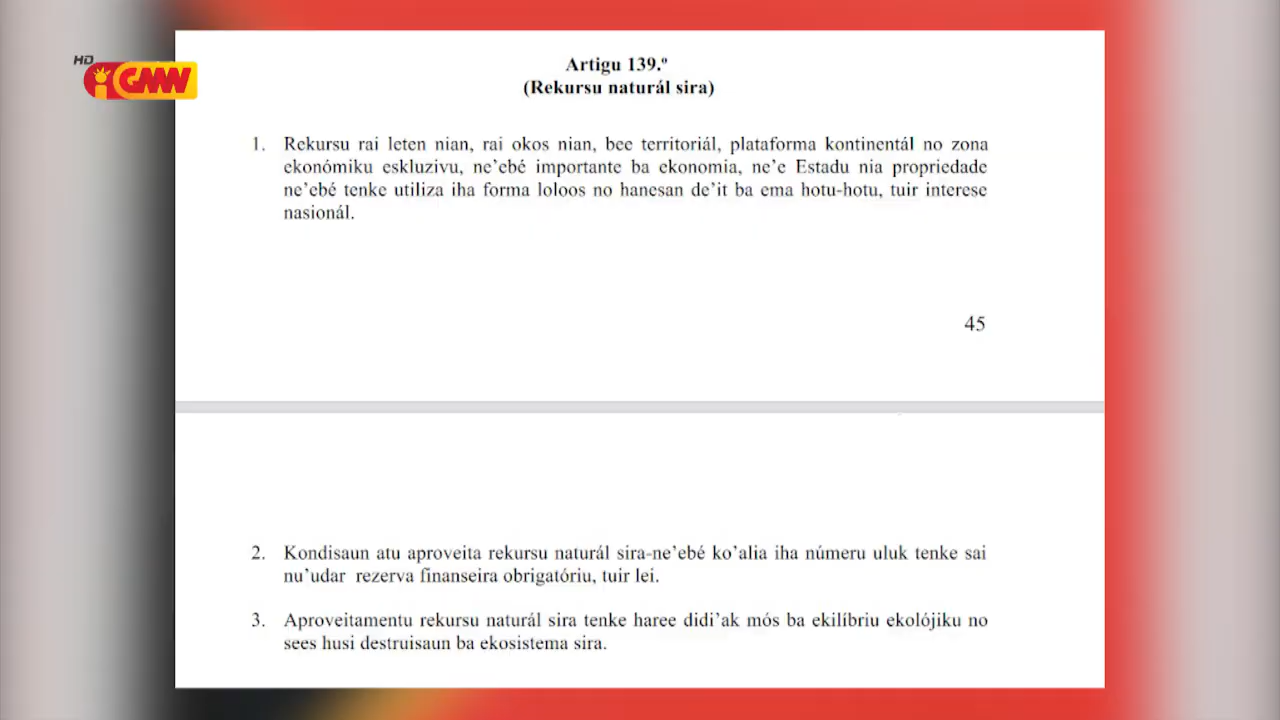 HD
GMN
Artigu 139.º
(Rekursu naturál sira)
1. Rekursu rai leten nian, rai okos nian, bee territoriál, plataforma kontinentál no zona
ekonómiku eskluzivu, ne’ebé importante ba ekonomia, ne’e Estadu nia propriedade
ne’ebé tenke utiliza iha forma loloos no hanesan de’it ba ema hotu-hotu, tuir interese
nasionál.
45
2. Kondisaun atu aproveita rekursu naturál sira-ne’ebé ko’alia iha númeru uluk tenke sai
nu’udar rezerva finanseira obrigatóriu, tuir lei.
3. Aproveitamentu rekursu naturál sira tenke haree didi’ak mós ba ekilíbriu ekolójiku no
sees husi destruisaun ba ekosistema sira.